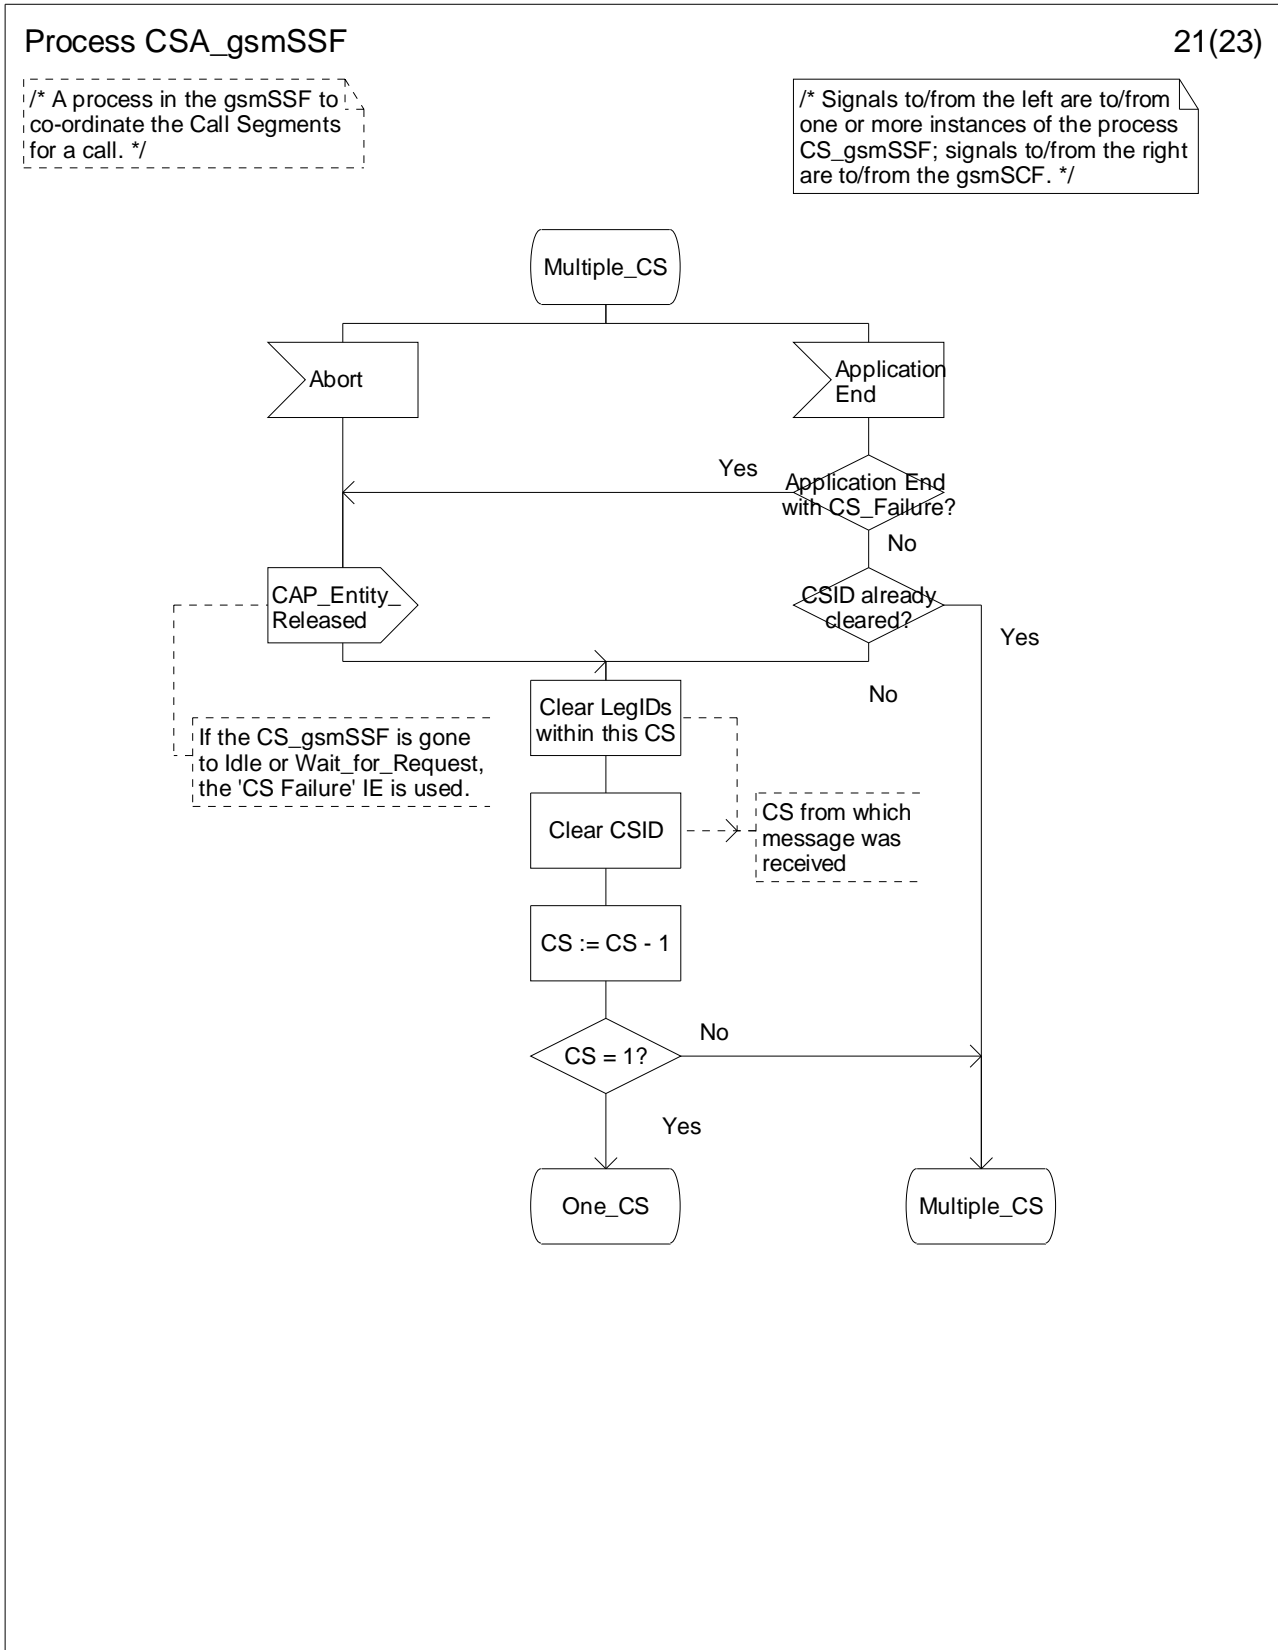 Process CSA_gsmSSF
21(23)
/* A process in the gsmSSF to
co-ordinate the Call Segments
for a call. */
/* Signals to/from the left are to/from
one or more instances of the process
CS_gsmSSF; signals to/from the right
are to/from the gsmSCF. */
Multiple_CS
Abort
Application
End
Yes
Application End
with CS_Failure?
No
CAP_Entity_
Released
CSID already
cleared?
Yes
No
Clear LegIDs
within this CS
If the CS_gsmSSF is gone
to Idle or Wait_for_Request,
the 'CS Failure' IE is used.
Clear CSID
CS from which
message was
received
CS := CS - 1
No
CS = 1?
Yes
One_CS
Multiple_CS